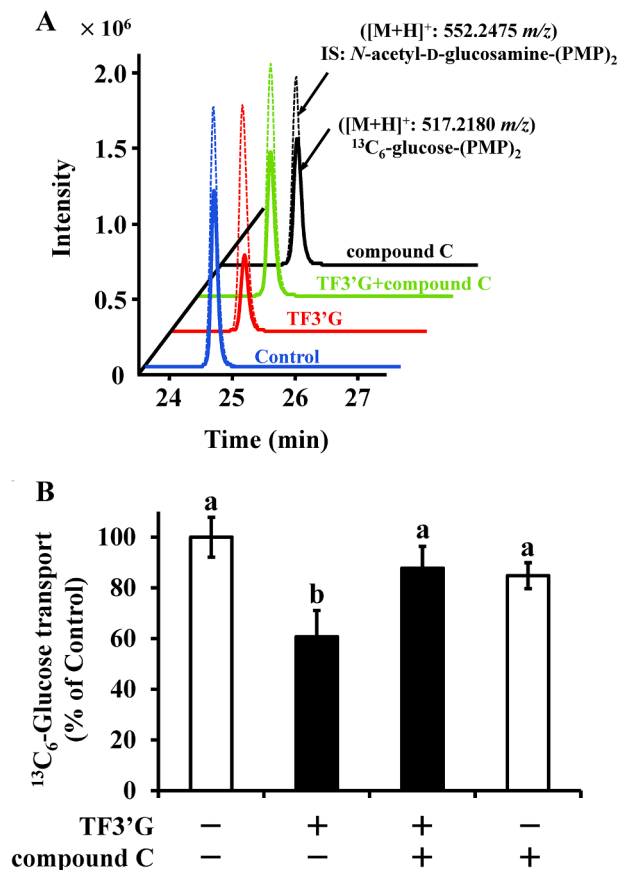 A
× 10⁶
([M+H]⁺: 552.2475 m/z)
IS: N-acetyl-D-glucosamine-(PMP)₂
([M+H]⁺: 517.2180 m/z)
¹³C₆-glucose-(PMP)₂
2.0
1.5
1.0
0.5
0
Intensity
compound C
TF3’G+compound C
TF3’G
Control
24 25 26 27
Time (min)
B
¹³C₆-Glucose transport
(% of Control)
100
80
60
40
20
0
a b a a
TF3’G − + + −
compound C − − + +